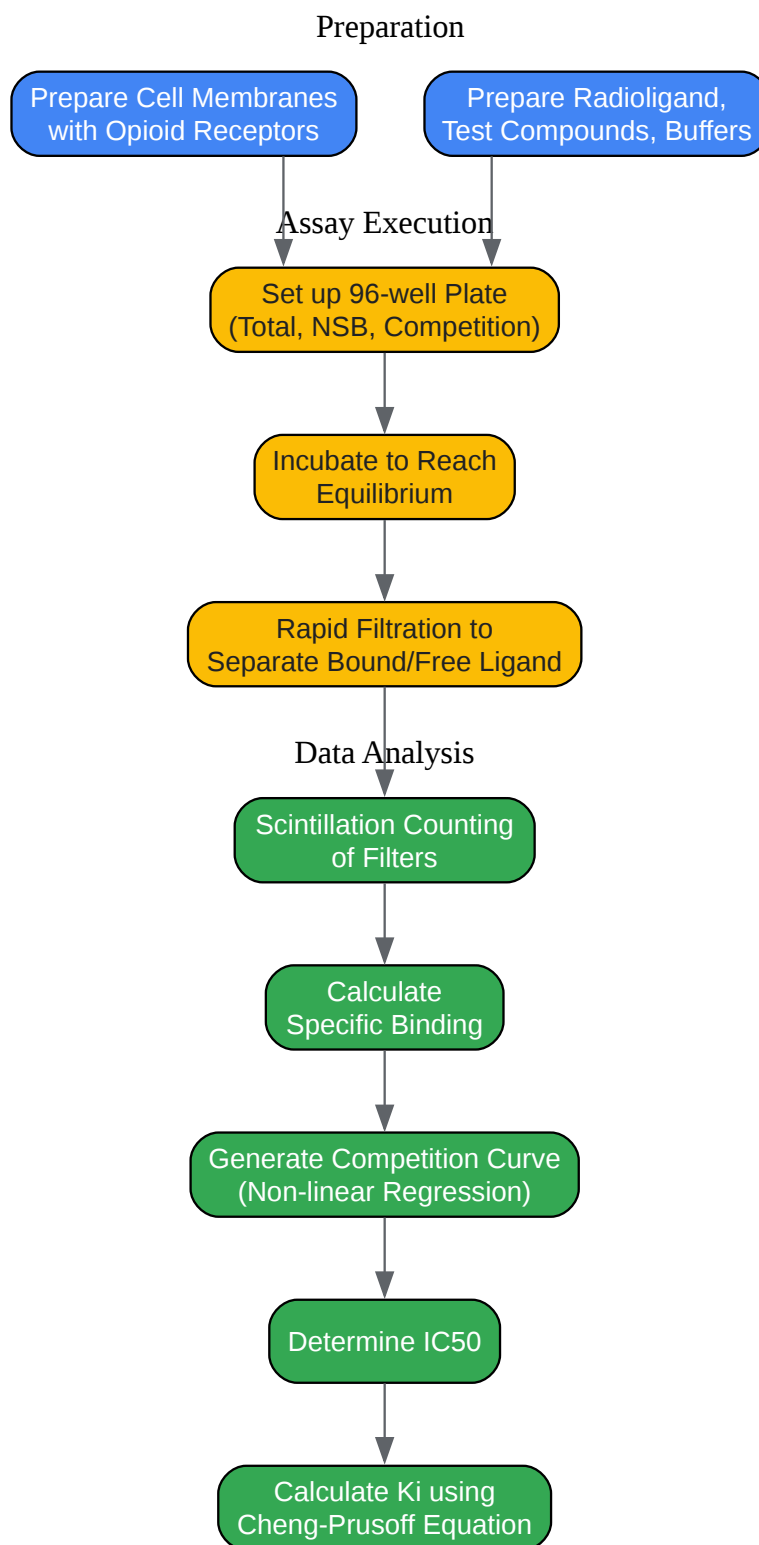 Preparation
Prepare Cell Membranes
with Opioid Receptors
Prepare Radioligand,
Test Compounds, Buffers
Assay Execution
Set up 96-well Plate
(Total, NSB, Competition)
Incubate to Reach
Equilibrium
Rapid Filtration to
Separate Bound/Free Ligand
Data Analysis
Scintillation Counting
of Filters
Calculate
Specific Binding
Generate Competition Curve
(Non-linear Regression)
Determine IC50
Calculate Ki using
Cheng-Prusoff Equation